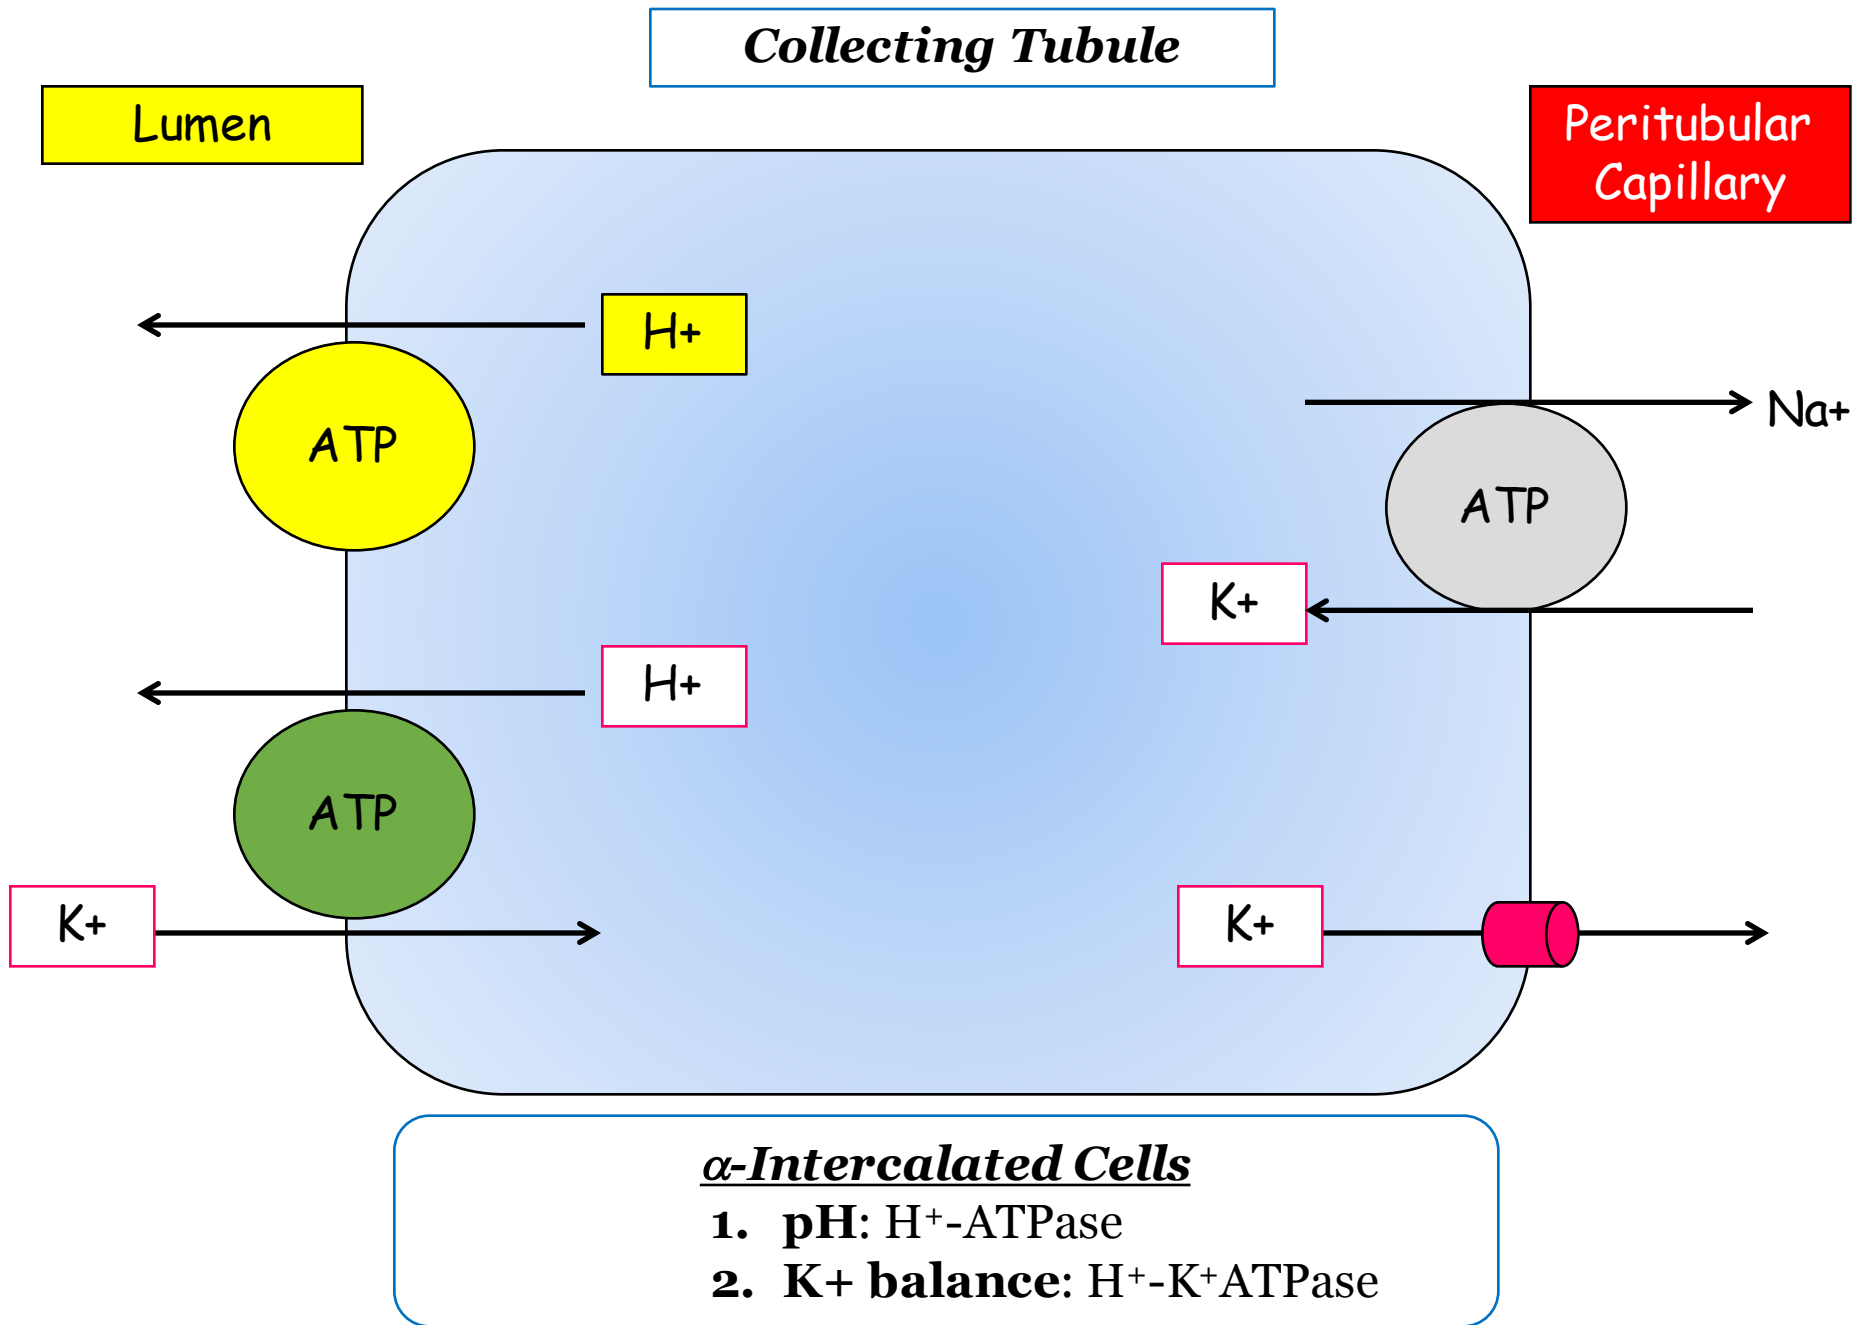 Collecting Tubule
Lumen
Peritubular
Capillary
H+
ATP
Na+
ATP
K+
H+
ATP
K+
K+
α-Intercalated Cells
1. pH: H⁺-ATPase
2. K+ balance: H⁺-K⁺ATPase